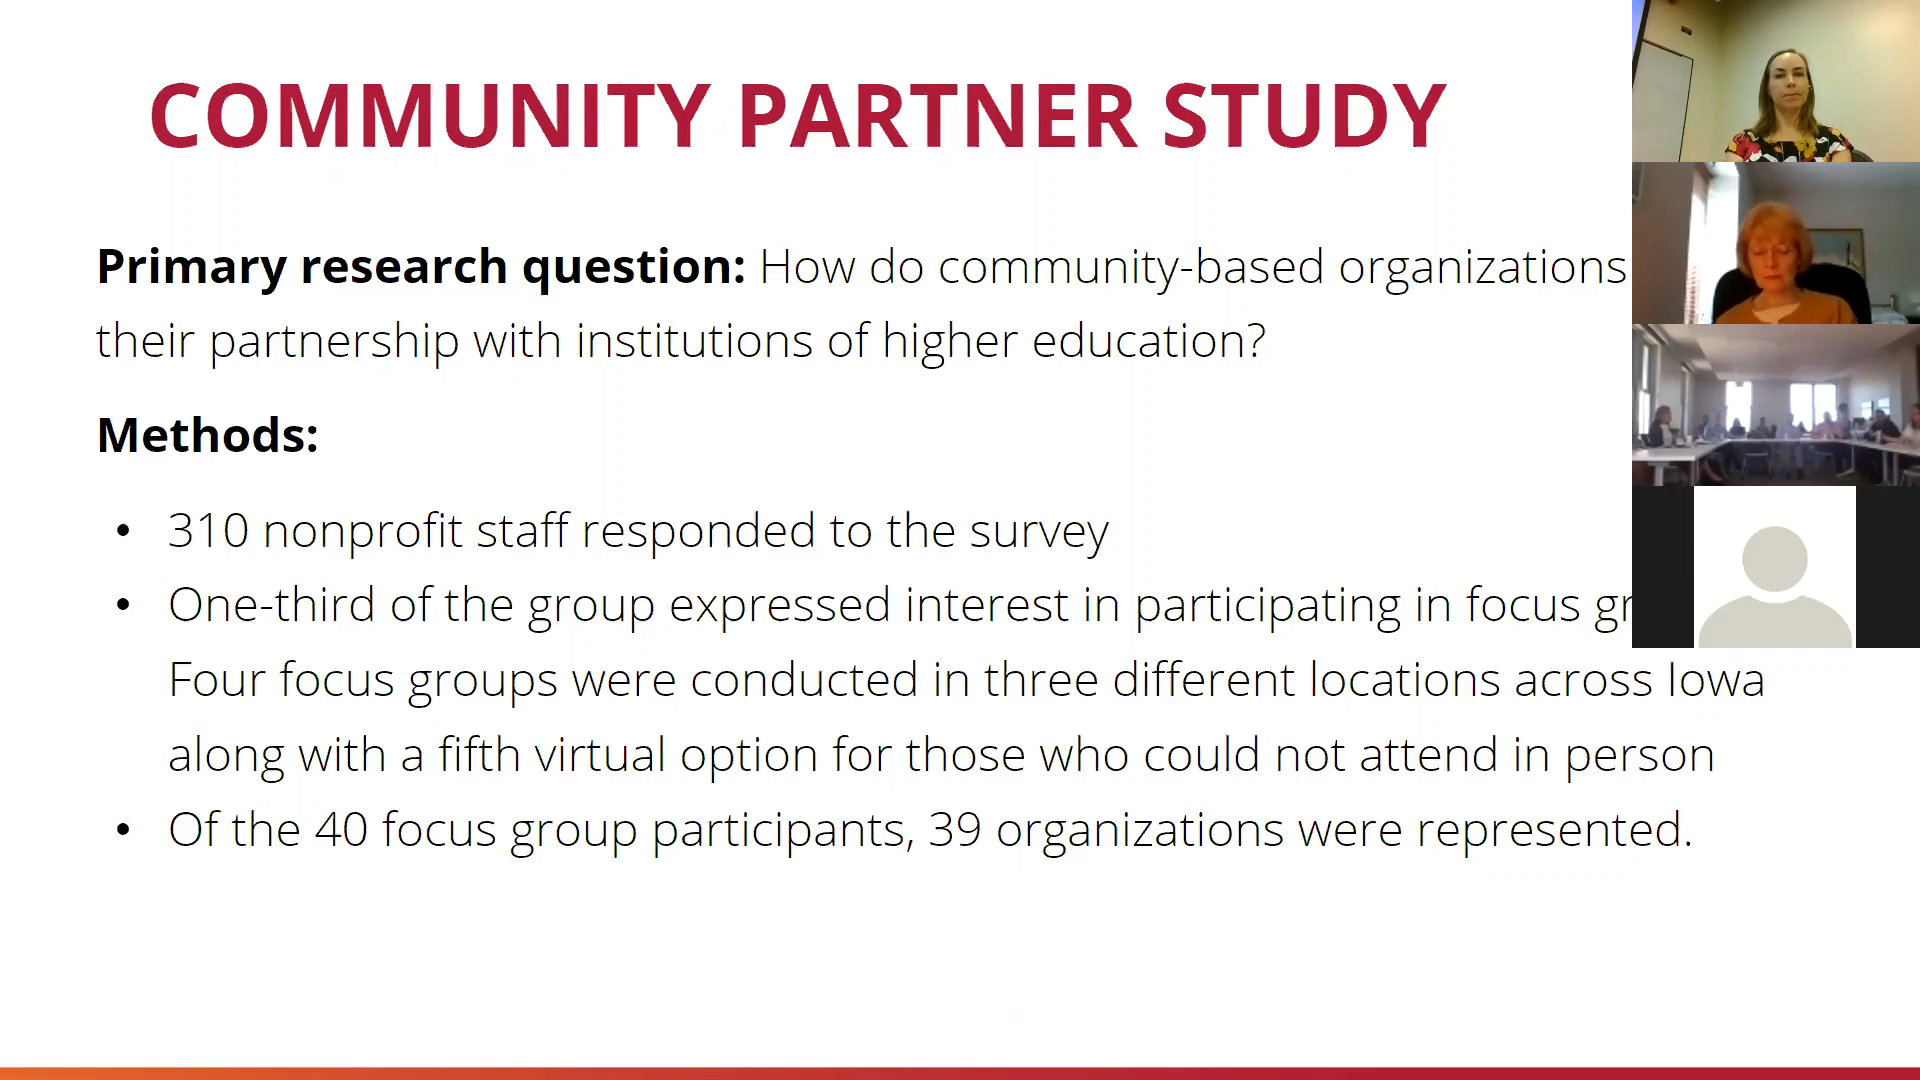 COMMUNITY PARTNER STUDY
Primary research question: How do community-based organizations
their partnership with institutions of higher education?
Methods:
• 310 nonprofit staff responded to the survey
• One-third of the group expressed interest in participating in focus
Four focus groups were conducted in three different locations across Iowa
along with a fifth virtual option for those who could not attend in person
• Of the 40 focus group participants, 39 organizations were represented.